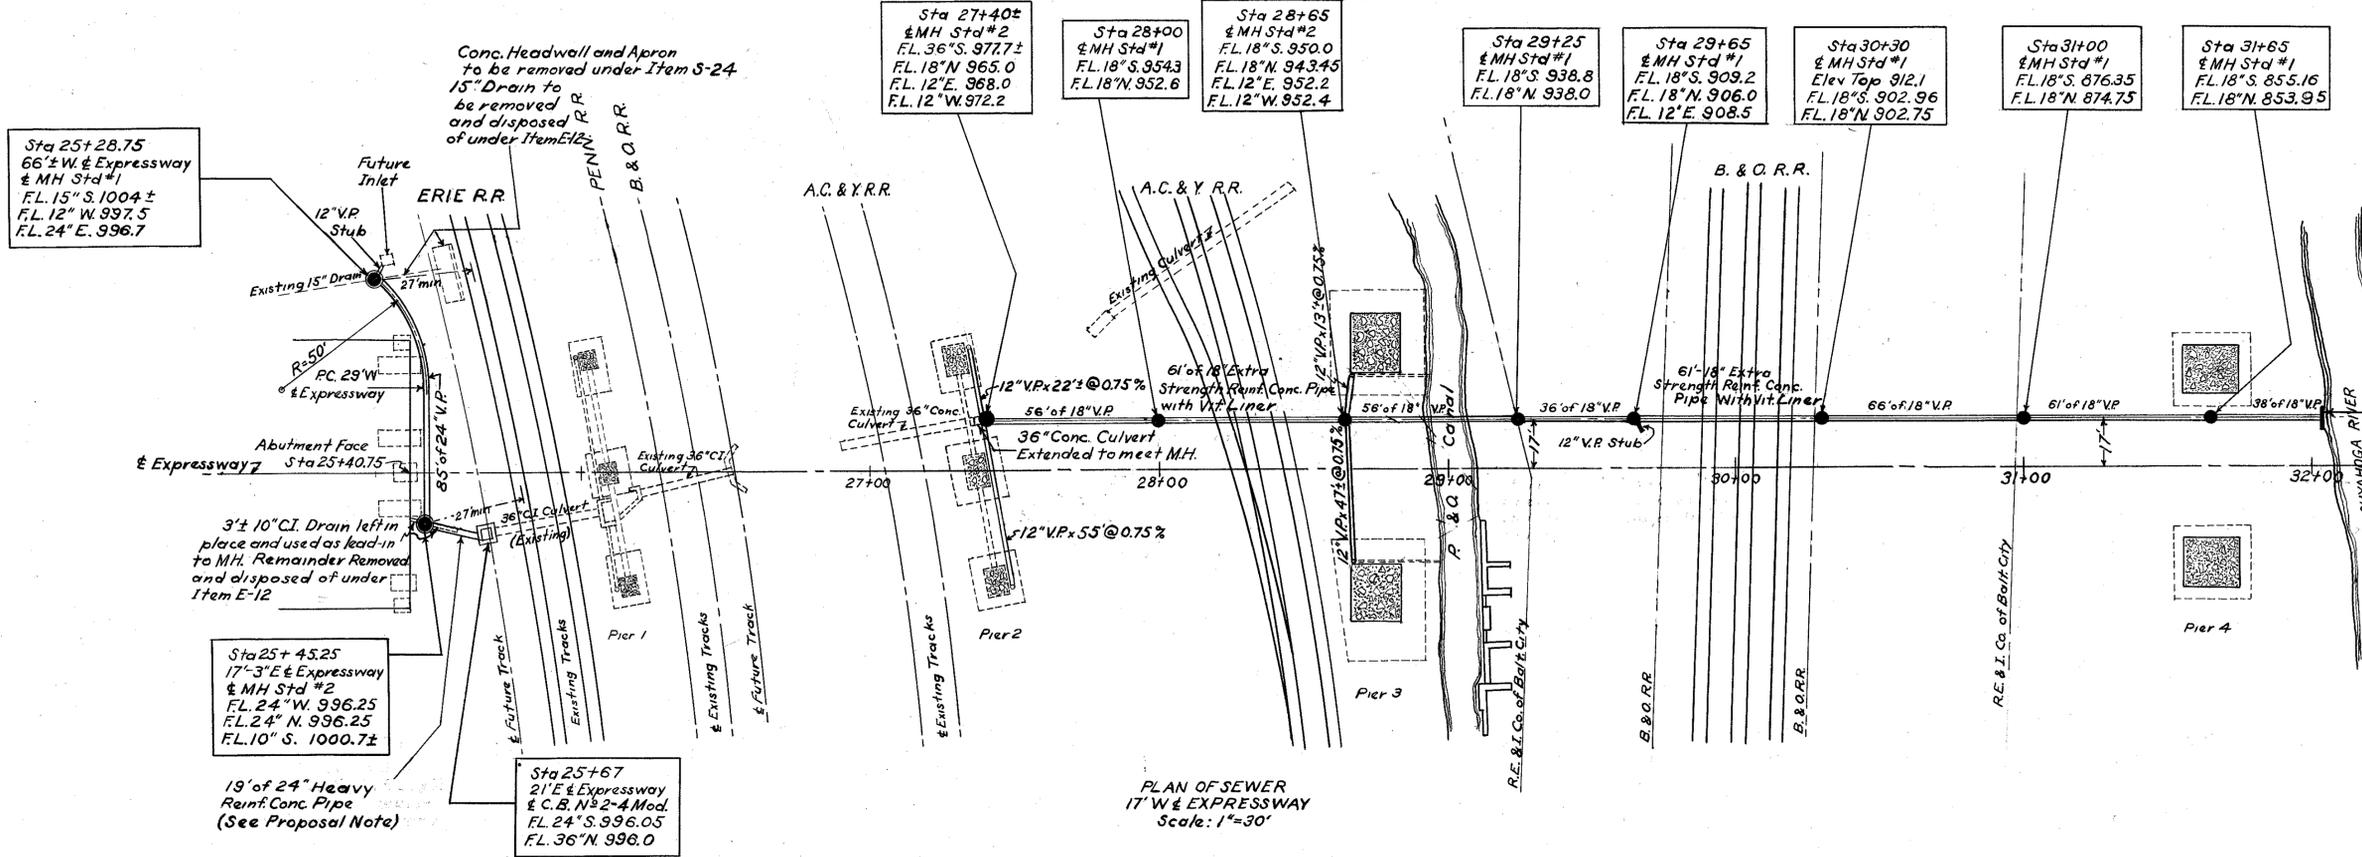 Sta 27+40±
₵ MH Std #2
F.L. 36" S. 977.7±
F.L. 18" N 965.0
F.L. 12" E. 968.0
F.L. 12" W. 972.2
Sta 28+00
₵ MH Std #1
F.L. 18" S. 954.3
F.L. 18" N. 952.6
Sta 28+65
₵ MH Std #2
F.L. 18" S. 950.0
F.L. 18" N. 943.45
F.L. 12" E. 952.2
F.L. 12" W. 952.4
Sta 29+25
₵ MH Std #1
F.L. 18" S. 938.8
F.L. 18" N. 938.0
Sta 29+65
₵ MH Std #1
F.L. 18" S. 909.2
F.L. 18" N. 906.0
F.L. 12" E. 908.5
Sta 30+30
₵ MH Std #1
Elev Top 912.1
F.L. 18" S. 902.96
F.L. 18" N. 902.75
Sta 31+00
₵ MH Std #1
F.L. 18" S. 876.35
F.L. 18" N. 874.75
Sta 31+65
₵ MH Std #1
F.L. 18" S. 855.16
F.L. 18" N. 853.95
Conc. Headwall and Apron
to be removed under Item S-24
15" Drain to
be removed
and disposed
of under Item E-12
PENN. R.R.
B. & O. R.R.
Sta 25+28.75
66'± W. ₵ Expressway
₵ MH Std #1
F.L. 15" S. 1004 ±
F.L. 12" W. 997.5
F.L. 24" E. 996.7
Future
Inlet
12" V.P.
Stub
ERIE R.R.
A.C. & Y. R.R.
A.C. & Y. R.R.
B. & O. R.R.
Existing 15" Drain
27' min
Existing Culvert
R=50'
P.C. 29' W
₵ Expressway
85' of 24" V.P.
Abutment Face
Sta 25+40.75
₵ Expressway
Existing 36" C.I.
Culvert
Existing 36" Conc.
Culvert
12" V.P. x 22'± @ 0.75%
56' of 18" V.P.
36" Conc. Culvert
Extended to meet M.H.
61' of 18" Extra
Strength Reinf. Conc. Pipe
with Vit. Liner
12" V.P. x 13'± @ 0.75%
12" V.P. x 47'± @ 0.75%
56' of 18" V.P.
P. & O. Canal
36' of 18" V.P.
12" V.P. Stub
61'-18" Extra
Strength Reinf. Conc.
Pipe With Vit. Liner
66' of 18" V.P.
61' of 18" V.P.
38' of 18" V.P.
17'
17'
27+00
28+00
29+00
30+00
31+00
32+00
27' min
36" C.I. Culvert
(Existing)
12" V.P. x 55' @ 0.75%
3'± 10" C.I. Drain left in
place and used as lead-in
to MH. Remainder Removed
and disposed of under
Item E-12
Pier 1
Pier 2
Pier 3
Pier 4
₵ Future Track
Existing Tracks
₵ Existing Tracks
₵ Future Track
₵ Existing Tracks
R.E. & I. Co. of Balt. City
B. & O. R.R.
B. & O. R.R.
R.E. & I. Co. of Balt. City
Sta 25+45.25
17'-3" E ₵ Expressway
₵ MH Std #2
F.L. 24" W. 996.25
F.L. 24" N. 996.25
F.L. 10" S. 1000.7±
19' of 24" Heavy
Reinf. Conc. Pipe
(See Proposal Note)
Sta 25+67
21' E ₵ Expressway
₵ C.B. Nº 2-4 Mod.
F.L. 24" S. 996.05
F.L. 36" N. 996.0
PLAN OF SEWER
17' W ₵ EXPRESSWAY
Scale: 1"=30'